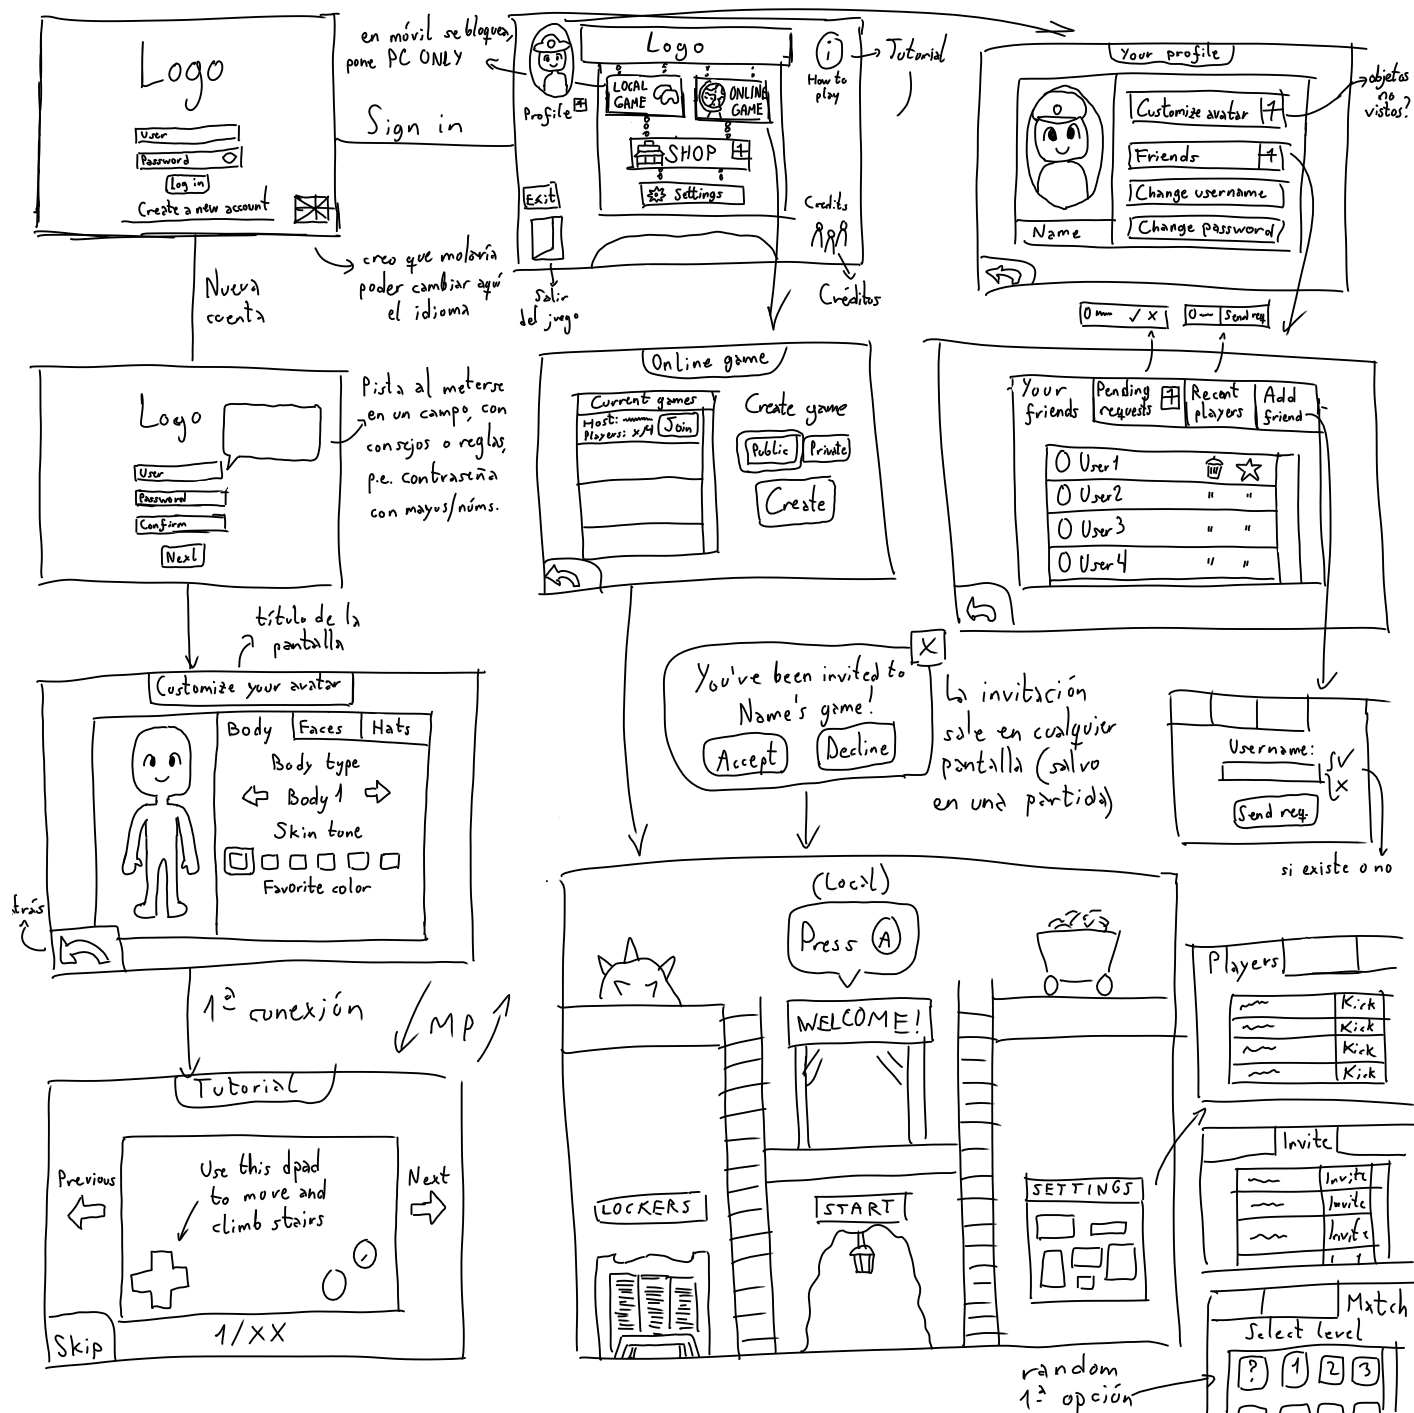 Logo
User
Password
Log in
Create a new account
Sign in
Nueva
cuenta
creo que molaría
poder cambiar aquí
el idioma
en móvil se bloquea,
pone PC ONLY
Logo
LOCAL
GAME
ONLINE
GAME
SHOP
Settings
Profile
Exit
Salir
del juego
i
How to
play
Tutorial
Credits
Créditos
Your profile
Name
Customize avatar
Friends
Change username
Change password
objetos
no
vistos?
Logo
User
Password
Confirm
Next
Pista al meterse
en un campo, con
consejos o reglas,
p.e. contraseña
con mayus/núms.
Online game
Current games
Host:
Players: x/4
Join
Create game
Public
Private
Create
✓ X
Send req.
Your
friends
Pending
requests
Recent
players
Add
friend
User1
User2 " "
User3 " "
User4 " "
título de la
pantalla
Customize your avatar
Body
Faces
Hats
Body type
Body 1
Skin tone
Favorite color
trás
You've been invited to
Name's game!
Accept
Decline
X
La invitación
sale en cualquier
pantalla (salvo
en una partida)
Username:
✓
X
Send req.
si existe o no
1ª conexión
MP
Tutorial
Previous
Next
Use this dpad
to move and
climb stairs
1/XX
Skip
(Local)
Press A
WELCOME!
LOCKERS
START
SETTINGS
Players
Kick
Kick
Kick
Kick
Invite
Invite
Invite
Invite
Match
Select level
? 1 2 3
random
1ª opción